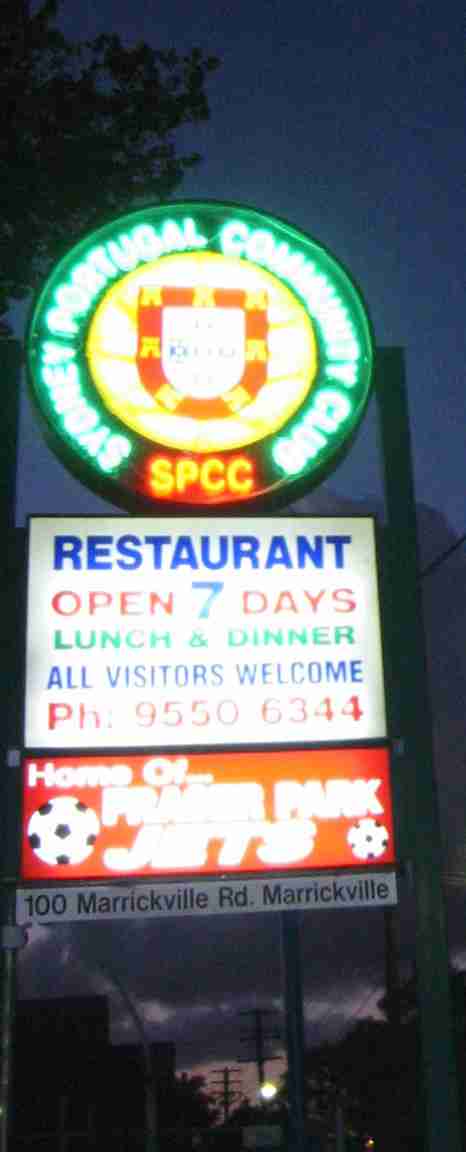 SYDNEY PORTUGAL COMMUNITY CLUB
SPCC
RESTAURANT
OPEN 7 DAYS
LUNCH & DINNER
ALL VISITORS WELCOME
Ph: 9550 6344
Home Of...
FRASER PARK
JETS
100 Marrickville Rd. Marrickville